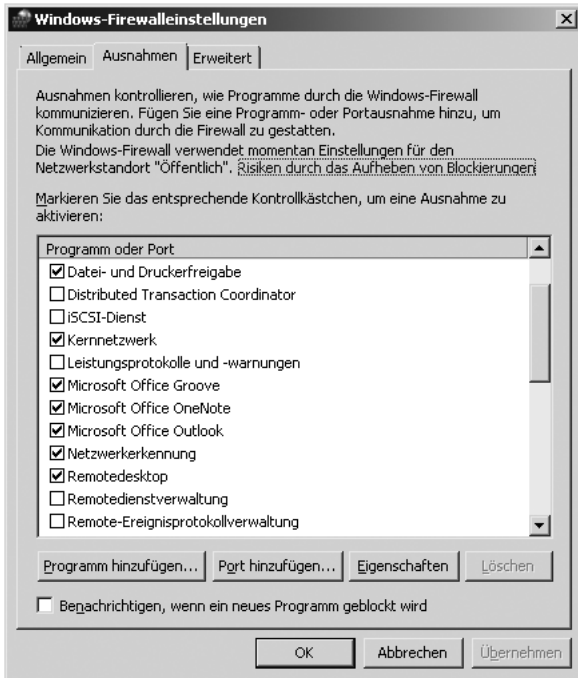 Windows-Firewalleinstellungen
Allgemein Ausnahmen Erweitert
Ausnahmen kontrollieren, wie Programme durch die Windows-Firewall
kommunizieren. Fügen Sie eine Programm- oder Portausnahme hinzu, um
Kommunikation durch die Firewall zu gestatten.
Die Windows-Firewall verwendet momentan Einstellungen für den
Netzwerkstandort "Öffentlich". Risiken durch das Aufheben von Blockierungen
Markieren Sie das entsprechende Kontrollkästchen, um eine Ausnahme zu
aktivieren:
Programm oder Port
Datei- und Druckerfreigabe
Distributed Transaction Coordinator
iSCSI-Dienst
Kernnetzwerk
Leistungsprotokolle und -warnungen
Microsoft Office Groove
Microsoft Office OneNote
Microsoft Office Outlook
Netzwerkerkennung
Remotedesktop
Remotedienstverwaltung
Remote-Ereignisprotokollverwaltung
Programm hinzufügen... Port hinzufügen... Eigenschaften Löschen
Benachrichtigen, wenn ein neues Programm geblockt wird
OK Abbrechen Übernehmen